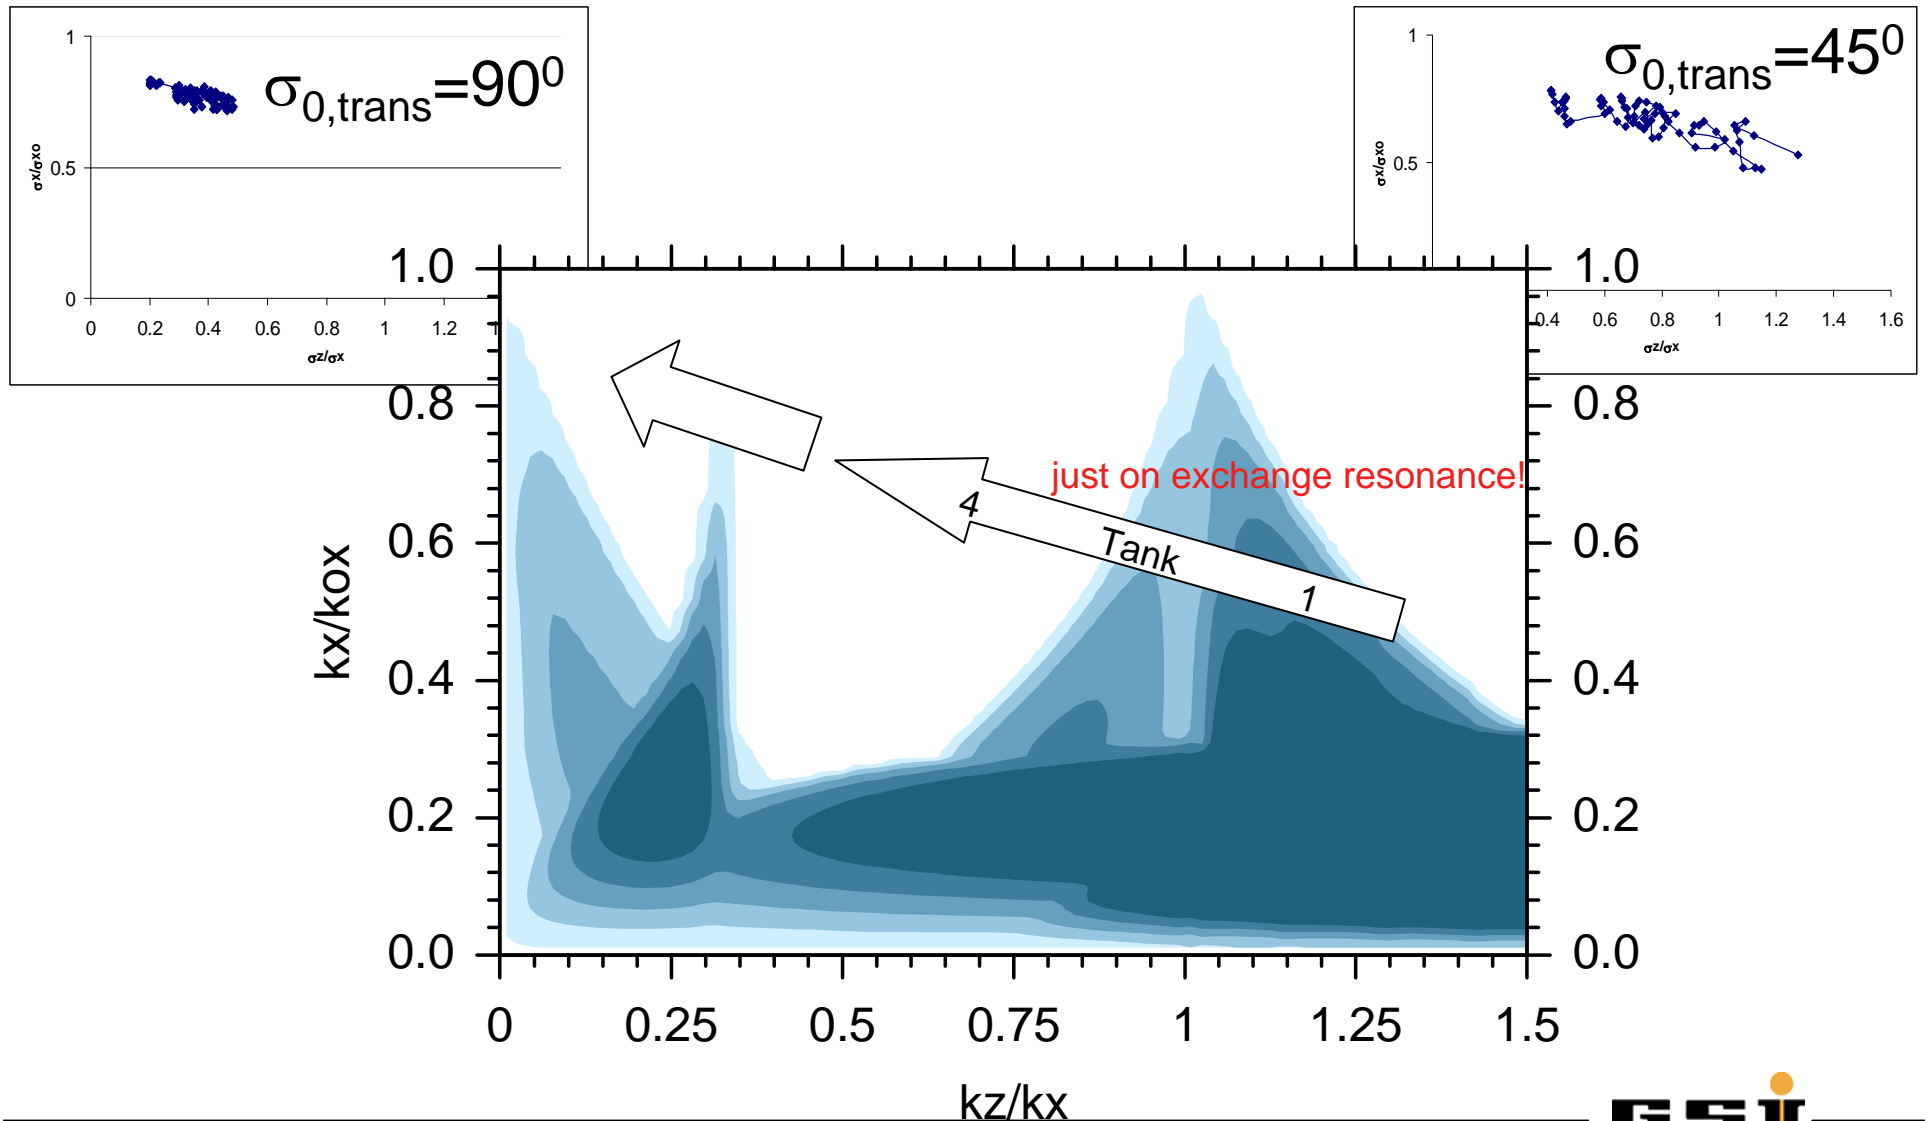 1
0.5
0
σx/σxo
0 0.2 0.4 0.6 0.8 1 1.2 1
σz/σx
σ0,trans=90⁰
1
0.5
σx/σxo
0.4 0.6 0.8 1 1.2 1.4 1.6
σz/σx
σ0,trans=45⁰
1.0
0.8
0.6
0.4
0.2
0.0
kx/kox
just on exchange resonance!
4
Tank
1
1.0
0.8
0.6
0.4
0.2
0.0
0 0.25 0.5 0.75 1 1.25 1.5
kz/kx
GSI